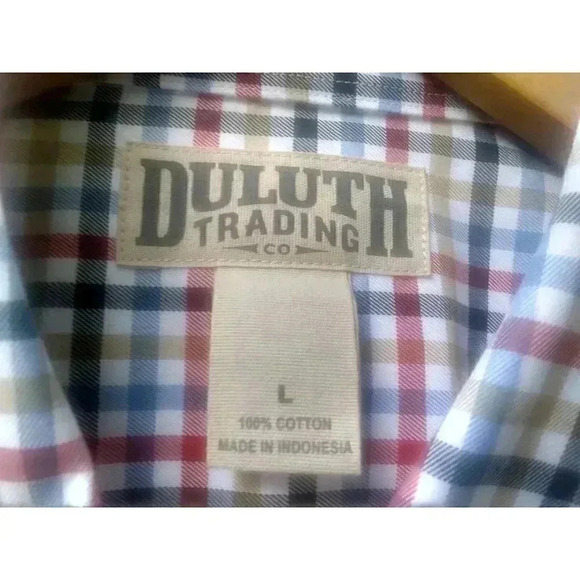 DULUTH
TRADING
CO
L
100% COTTON
MADE IN INDONESIA